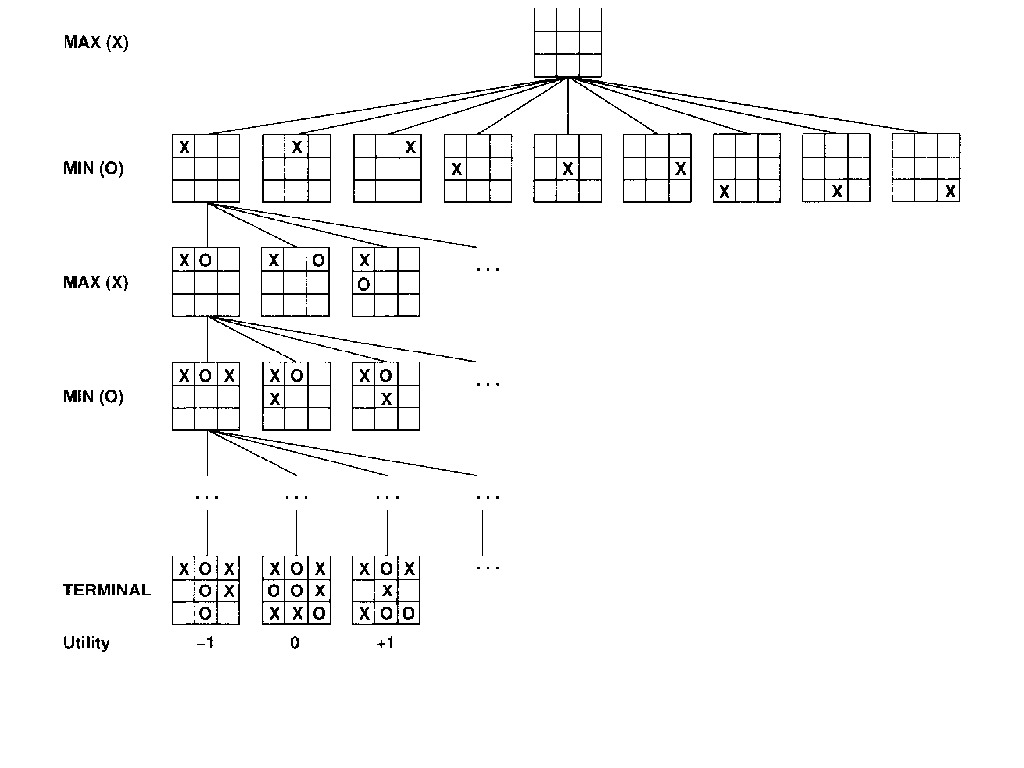 MAX (X)
MIN (O)
X X X X X X X X X
MAX (X)
X O X O X ...
O
MIN (O)
X O X X O X O ...
X X
... ... ... ...
TERMINAL
X O X X O X X O X ...
O X O O X X
O X X O X O O
Utility −1 0 +1